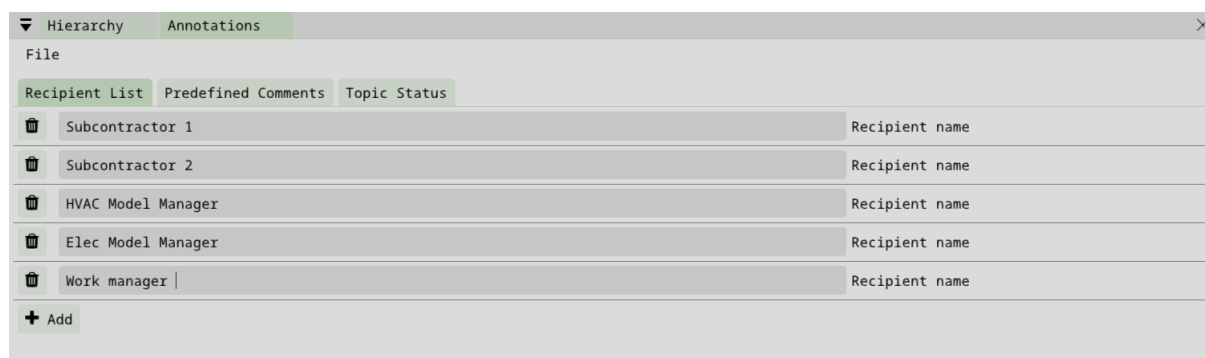 Hierarchy Annotations
File
Recipient List Predefined Comments Topic Status
Subcontractor 1 Recipient name
Subcontractor 2 Recipient name
HVAC Model Manager Recipient name
Elec Model Manager Recipient name
Work manager Recipient name
Add